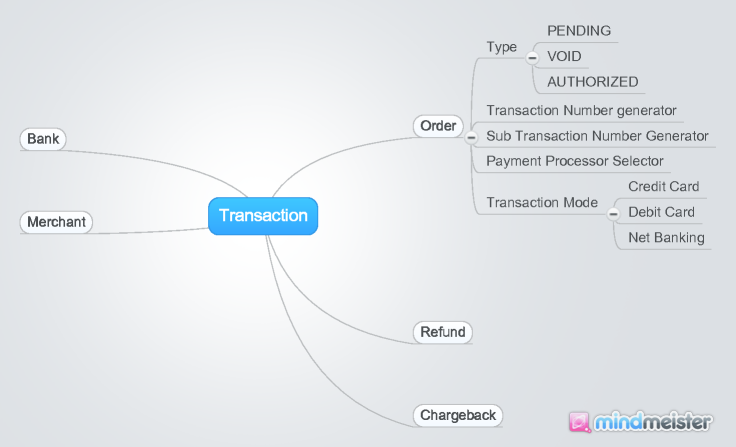 Transaction
Bank
Merchant
Order
Type
PENDING
VOID
AUTHORIZED
Transaction Number generator
Sub Transaction Number Generator
Payment Processor Selector
Transaction Mode
Credit Card
Debit Card
Net Banking
Refund
Chargeback
mindmeister